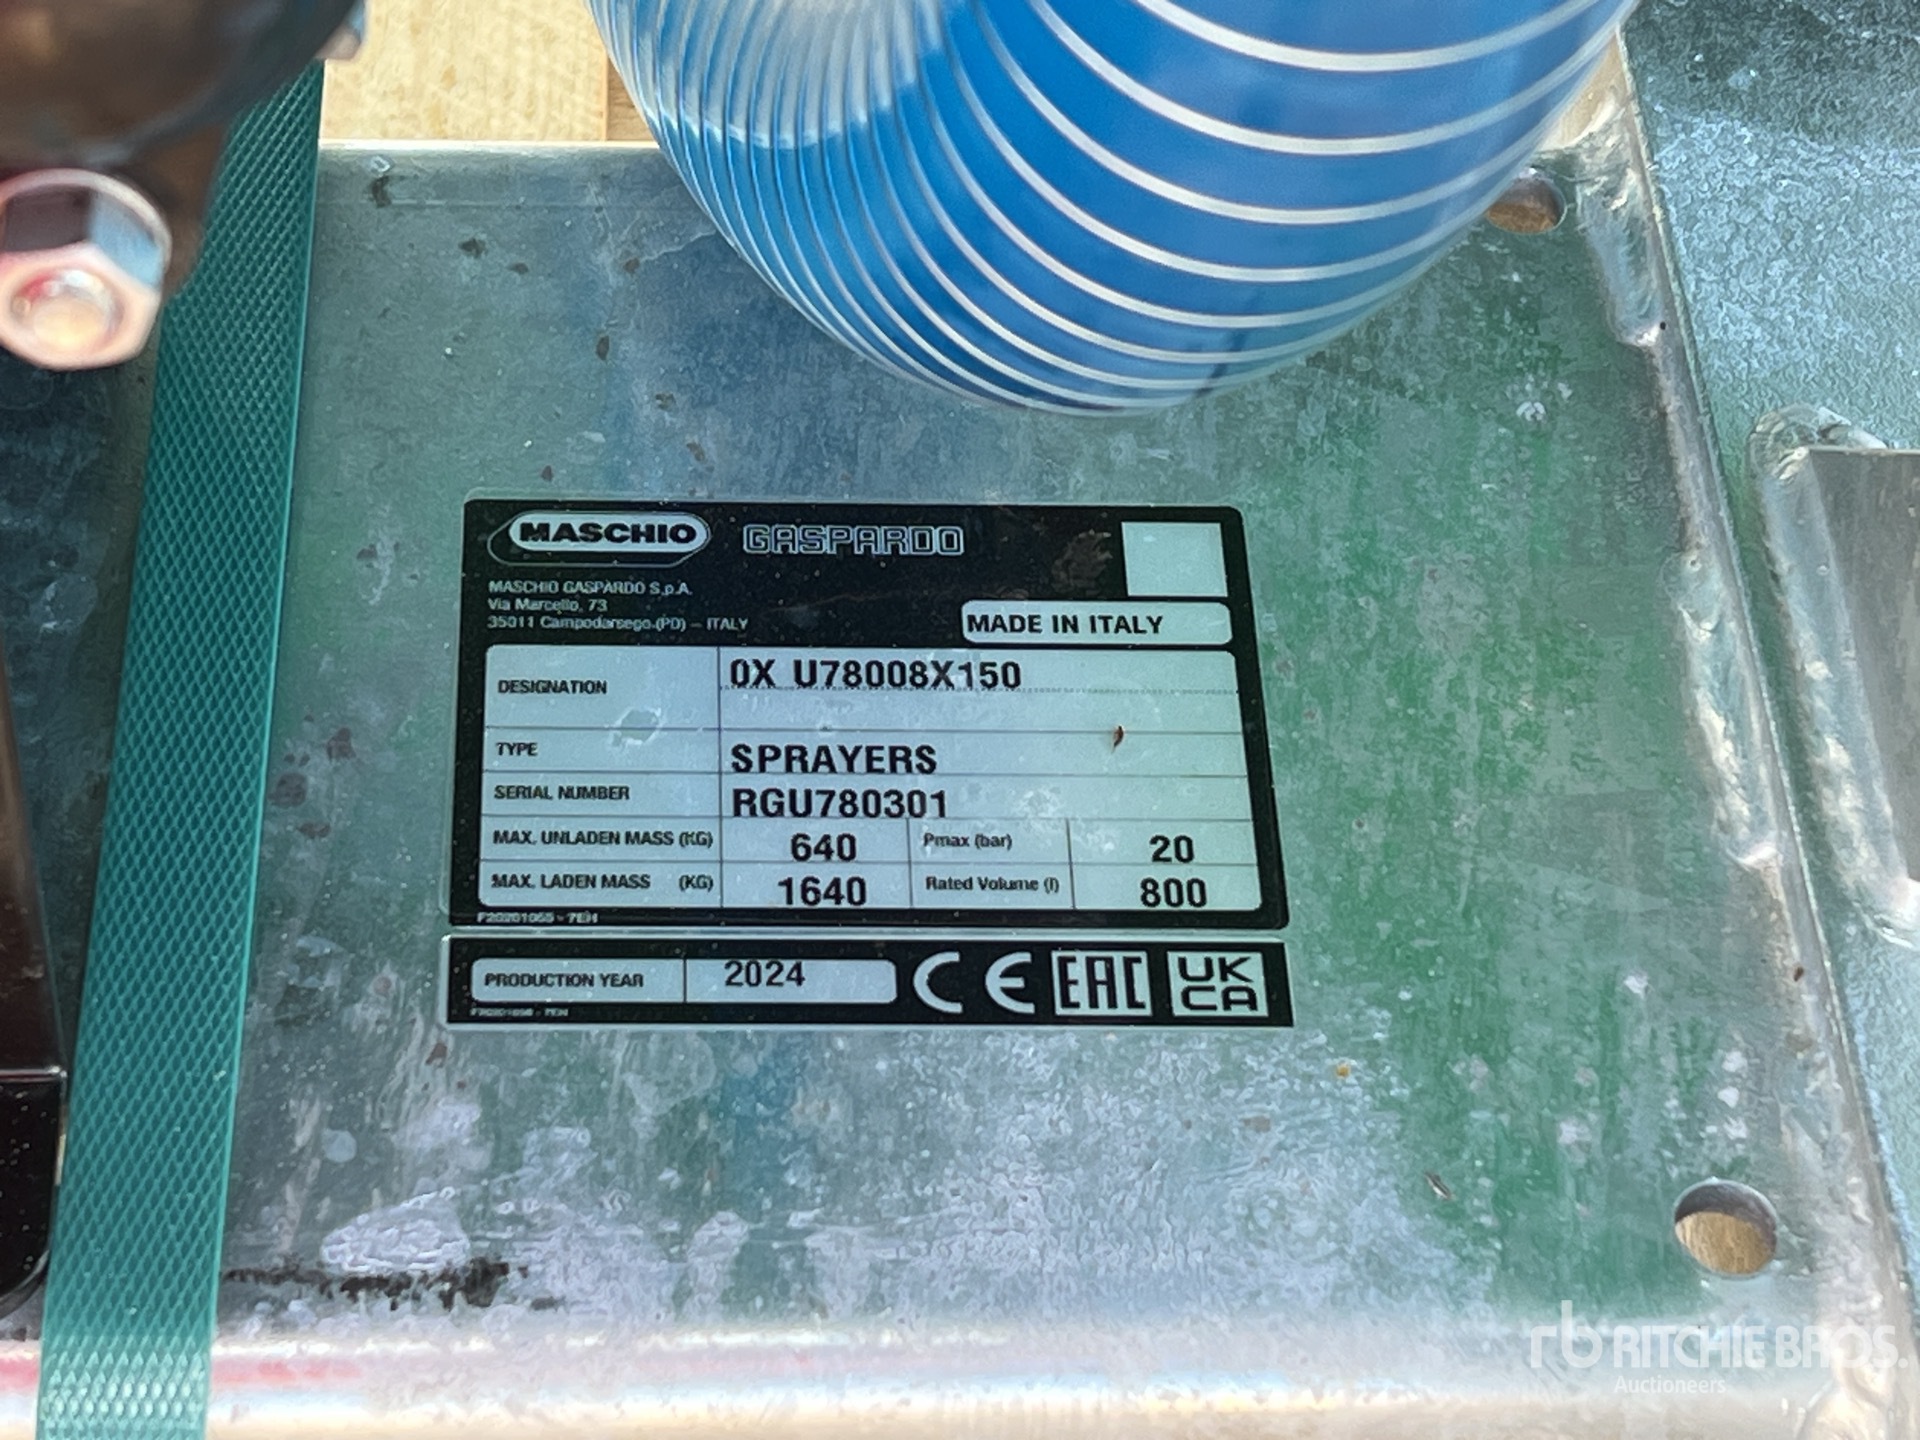 MASCHIO GASPARDO
MASCHIO GASPARDO S.p.A.
Via Marcello, 73
35011 Campodarsego (PD) – ITALY
MADE IN ITALY
DESIGNATION 0X U78008X150
TYPE SPRAYERS
SERIAL NUMBER RGU780301
MAX. UNLADEN MASS (KG) 640 Pmax (bar) 20
MAX. LADEN MASS (KG) 1640 Rated Volume (l) 800
PRODUCTION YEAR 2024 CE EAC UK CA
rb RITCHIE BROS.
Auctioneers